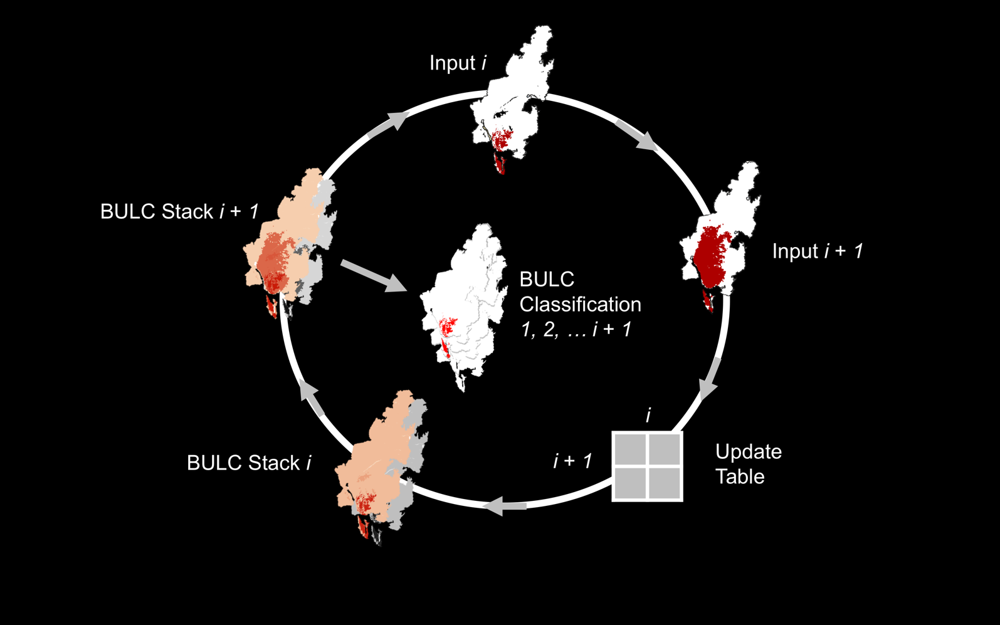 Input i
BULC Stack i + 1
Input i + 1
BULC
Classification
1, 2, … i + 1
i
i + 1
Update
Table
BULC Stack i